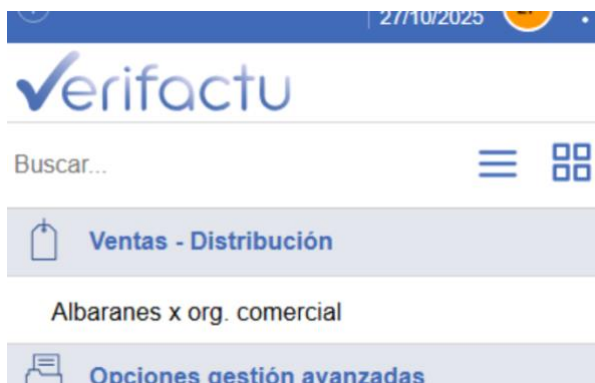 27/10/2025
Verifactu
Buscar...
Ventas - Distribución
Albaranes x org. comercial
Opciones gestión avanzadas